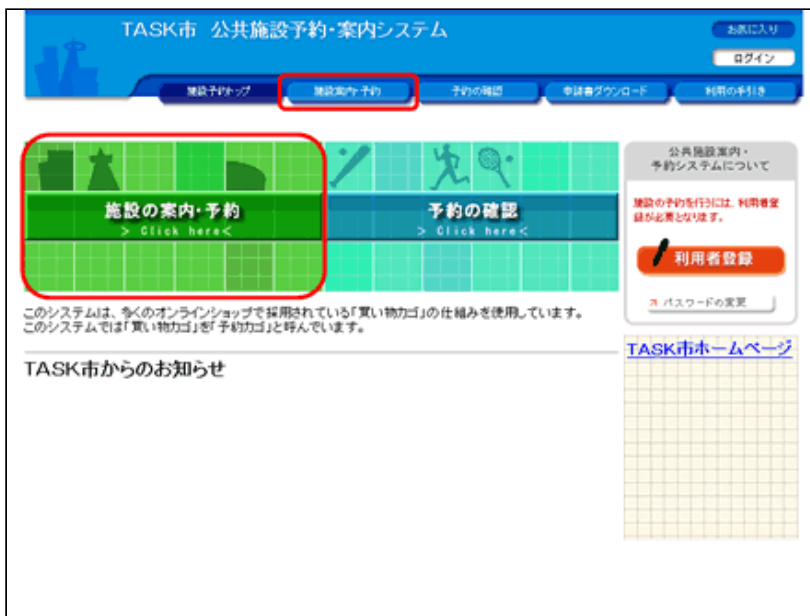 TASK市 公共施設予約・案内システム
お気に入り
ログイン
施設予約トップ
施設案内・予約
予約の確認
申請書ダウンロード
利用の手引き
施設の案内・予約
> Click here<
予約の確認
> Click here<
公共施設案内・
予約システムについて
施設の予約を行うには、利用者登
録が必要となります。
利用者登録
パスワードの変更
このシステムは、多くのオンラインショップで採用されている「買い物カゴ」の仕組みを使用しています。
このシステムでは「買い物カゴ」を「予約カゴ」と呼んでいます。
TASK市ホームページ
TASK市からのお知らせ